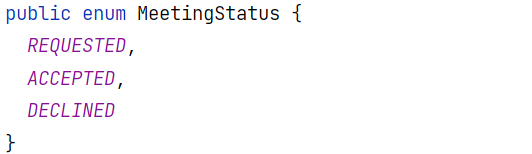 public enum MeetingStatus {
  REQUESTED,
  ACCEPTED,
  DECLINED
}